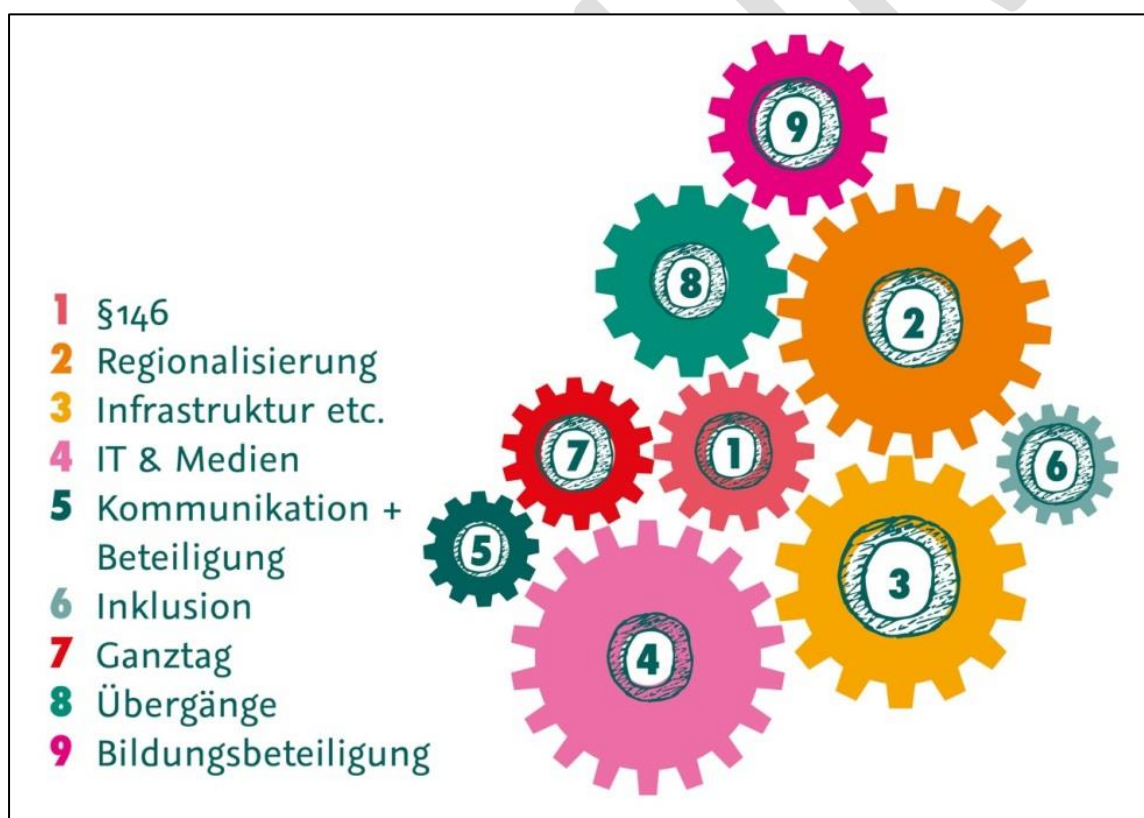 9
8
2
1 §146
2 Regionalisierung
3 Infrastruktur etc.
4 IT & Medien
5 Kommunikation +
Beteiligung
6 Inklusion
7 Ganztag
8 Übergänge
9 Bildungsbeteiligung
7
1
6
5
3
4